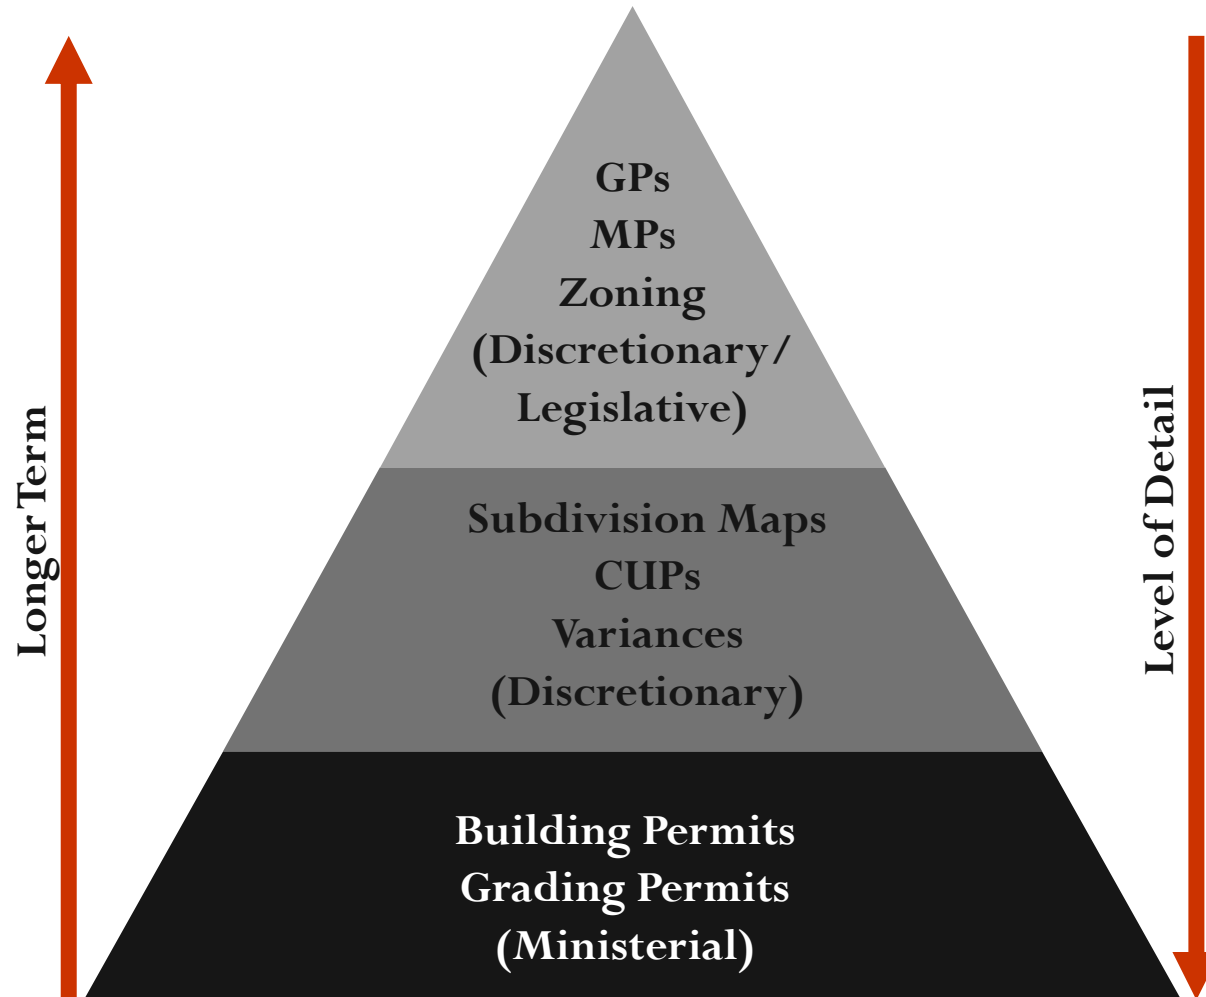 GPs
MPs
Zoning
(Discretionary/
Legislative)
Longer Term
Level of Detail
Subdivision Maps
CUPs
Variances
(Discretionary)
Building Permits
Grading Permits
(Ministerial)